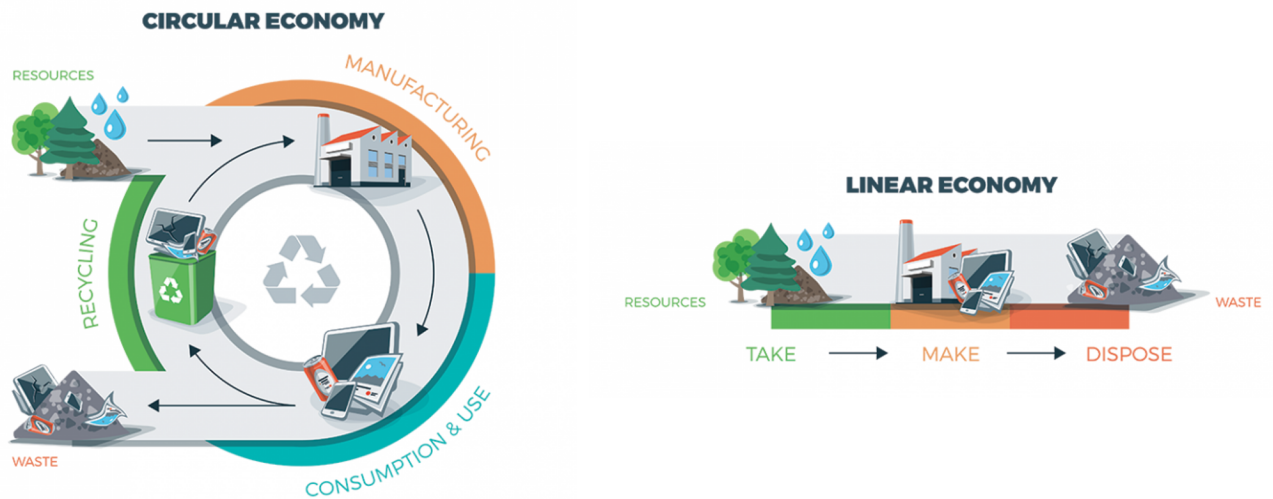 CIRCULAR ECONOMY
RESOURCES
MANUFACTURING
RECYCLING
CONSUMPTION & USE
WASTE
LINEAR ECONOMY
RESOURCES
WASTE
TAKE
MAKE
DISPOSE